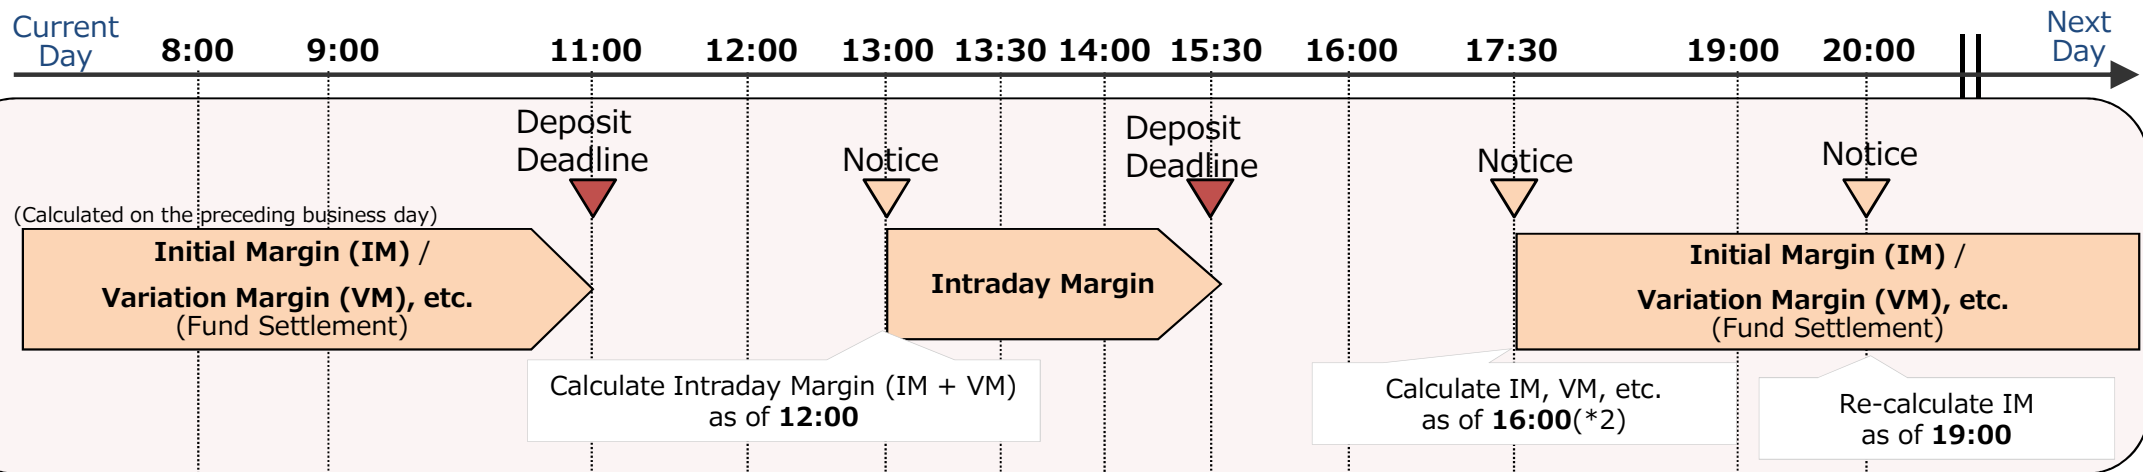 Current
Day
8:00 9:00 11:00 12:00 13:00 13:30 14:00 15:30 16:00 17:30 19:00 20:00
Next
Day
Deposit
Deadline
Notice
Deposit
Deadline
Notice
Notice
(Calculated on the preceding business day)
Initial Margin (IM) /
Variation Margin (VM), etc.
(Fund Settlement)
Intraday Margin
Initial Margin (IM) /
Variation Margin (VM), etc.
(Fund Settlement)
Calculate Intraday Margin (IM + VM)
as of 12:00
Calculate IM, VM, etc.
as of 16:00(*2)
Re-calculate IM
as of 19:00